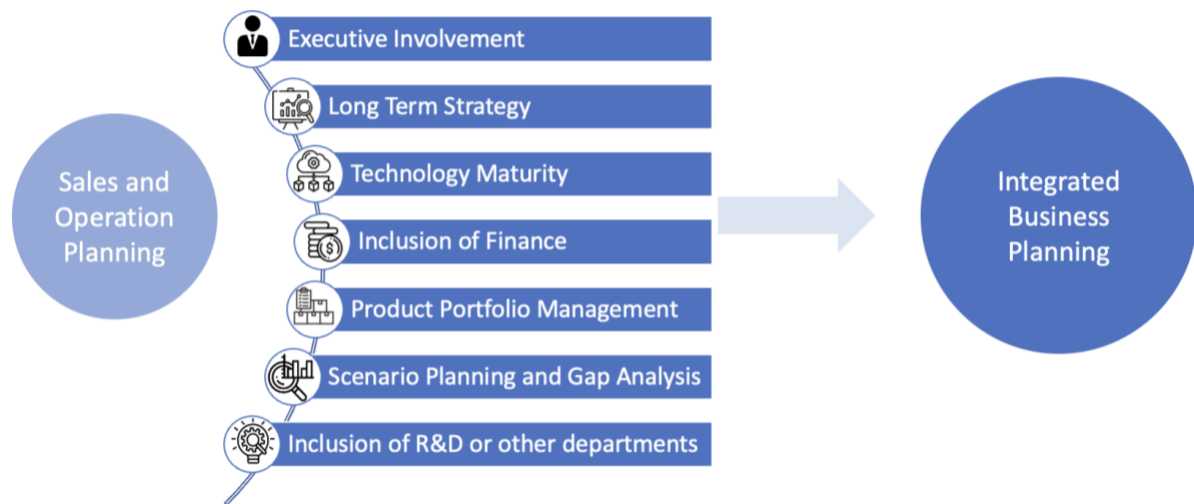 Sales and
Operation
Planning
Executive Involvement
Long Term Strategy
Technology Maturity
Inclusion of Finance
Product Portfolio Management
Scenario Planning and Gap Analysis
Inclusion of R&D or other departments
Integrated
Business
Planning